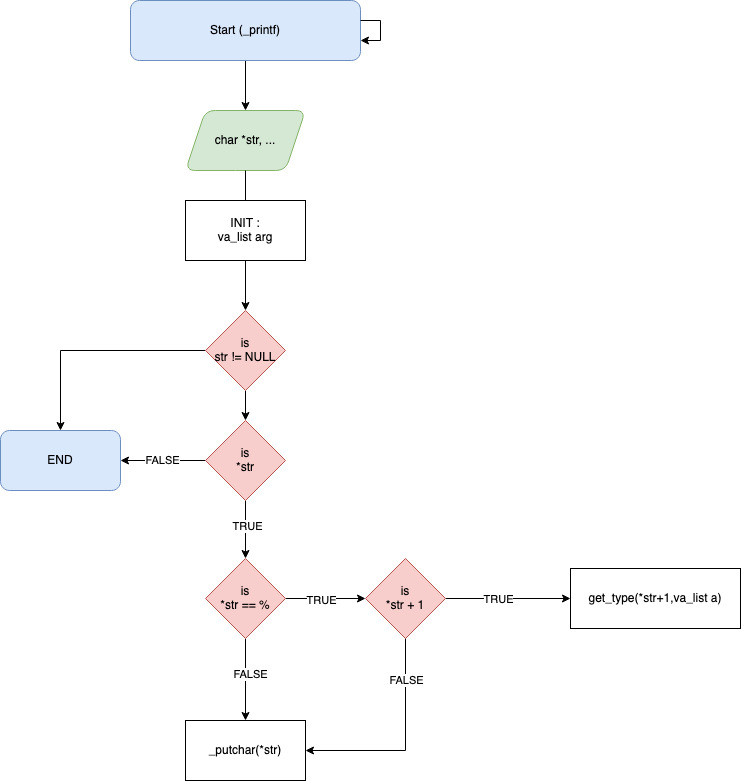 Start (_printf)
char *str, ...
INIT :
va_list arg
is
str != NULL
is
*str
END
FALSE
TRUE
is
*str == %
TRUE
is
*str + 1
TRUE
get_type(*str+1,va_list a)
FALSE
FALSE
_putchar(*str)